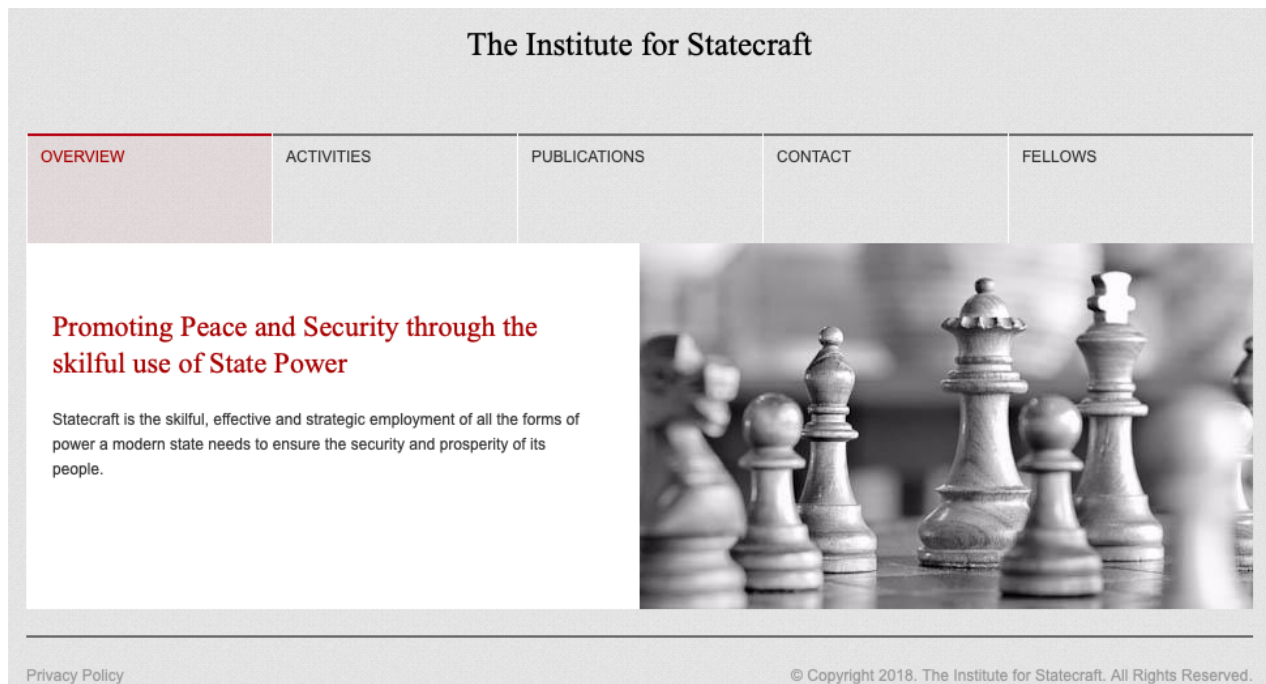 The Institute for Statecraft
OVERVIEW
ACTIVITIES
PUBLICATIONS
CONTACT
FELLOWS
Promoting Peace and Security through the
skilful use of State Power
Statecraft is the skilful, effective and strategic employment of all the forms of
power a modern state needs to ensure the security and prosperity of its
people.
Privacy Policy
© Copyright 2018. The Institute for Statecraft. All Rights Reserved.